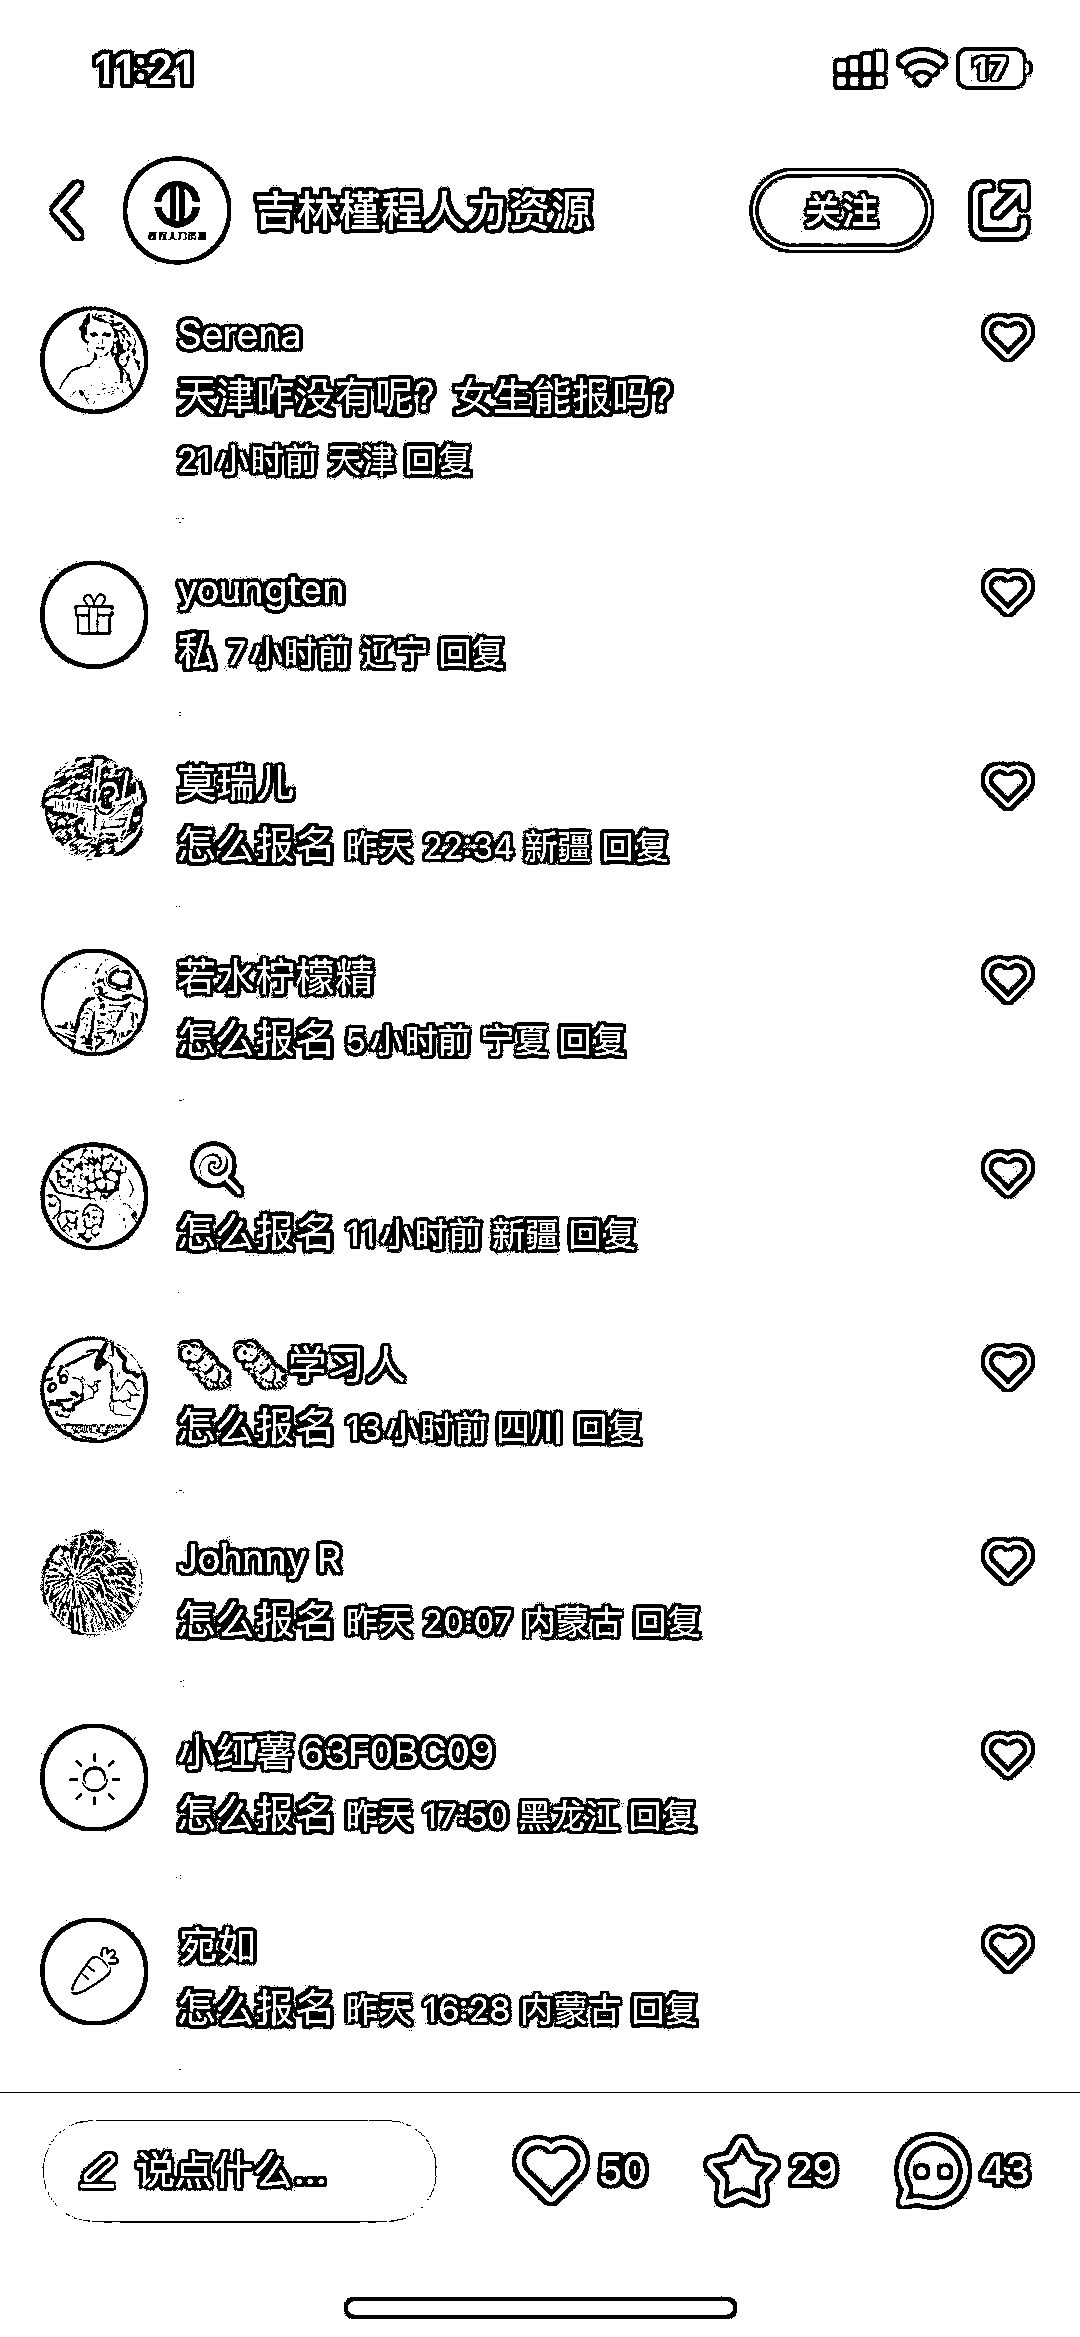 11:21
17
吉林槿程人力资源
关注
Serena
天津咋没有呢？女生能报吗？
21小时前 天津 回复
youngten
私 7小时前 辽宁 回复
莫瑞儿
怎么报名 昨天 22:34 新疆 回复
若水柠檬精
怎么报名 5小时前 宁夏 回复
怎么报名 11小时前 新疆 回复
学习人
怎么报名 13小时前 四川 回复
Johnny R
怎么报名 昨天 20:07 内蒙古 回复
小红薯63F0BC09
怎么报名 昨天 17:50 黑龙江 回复
宛如
怎么报名 昨天 16:28 内蒙古 回复
说点什么...
50
29
43